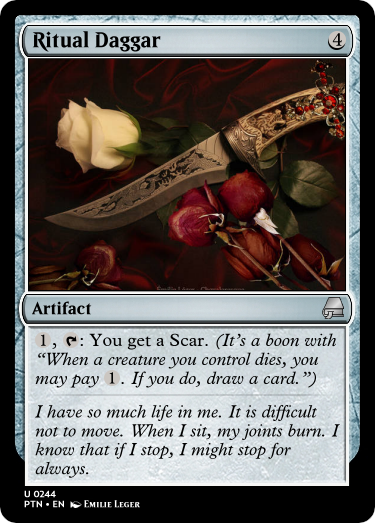 Ritual Daggar 4
Artifact
1, T: You get a Scar. (It's a boon with
"When a creature you control dies, you
may pay 1. If you do, draw a card.")
I have so much life in me. It is difficult
not to move. When I sit, my joints burn. I
know that if I stop, I might stop for
always.
U 0244
PTN • EN Emilie Leger